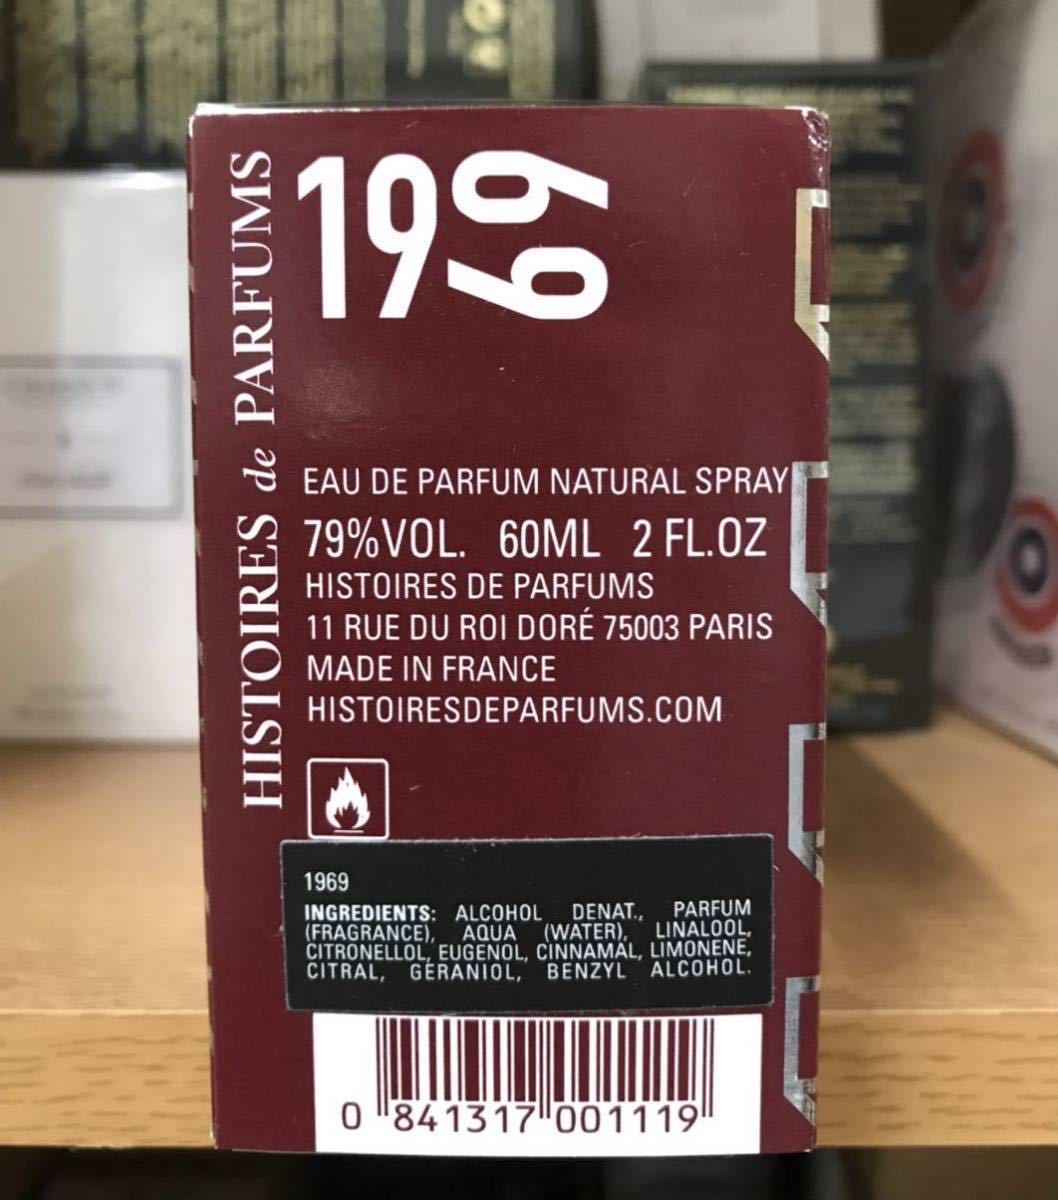 HISTOIRES de PARFUMS
1969
EAU DE PARFUM NATURAL SPRAY
79%VOL. 60ML 2 FL.OZ
HISTOIRES DE PARFUMS
11 RUE DU ROI DORÉ 75003 PARIS
MADE IN FRANCE
HISTOIRESDEPARFUMS.COM
1969
INGREDIENTS: ALCOHOL DENAT., PARFUM
(FRAGRANCE), AQUA (WATER), LINALOOL,
CITRONELLOL, EUGENOL, CINNAMAL, LIMONENE,
CITRAL, GERANIOL, BENZYL ALCOHOL.
0 841317 001119